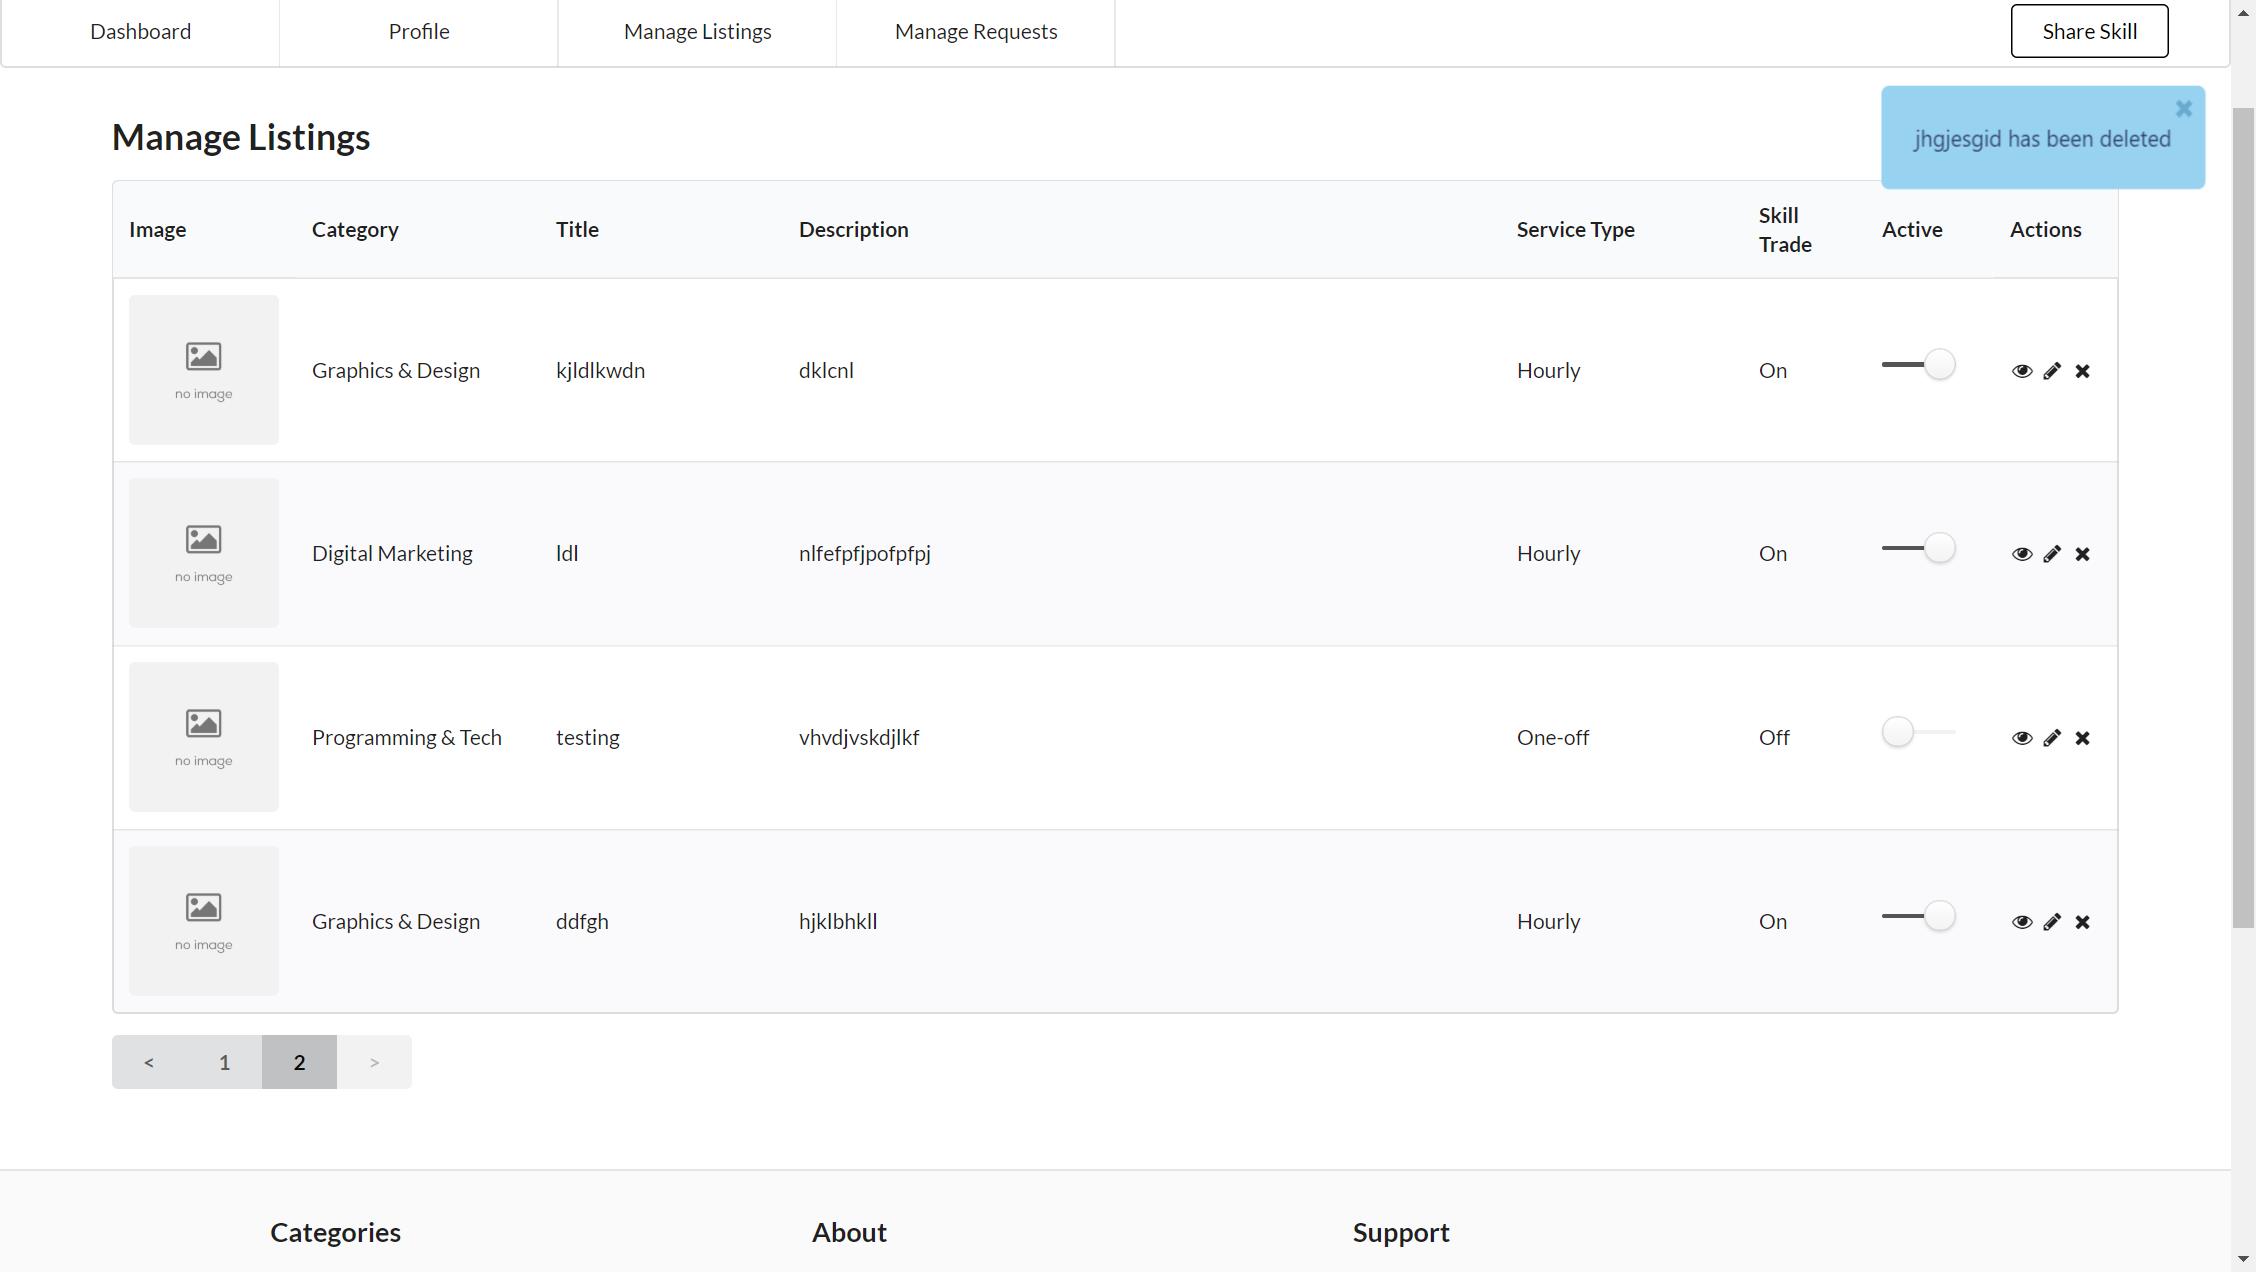 Dashboard
Profile
Manage Listings
Manage Requests
Share Skill
jhgjesgid has been deleted
Manage Listings
Image
Category
Title
Description
Service Type
Skill
Trade
Active
Actions
no image
Graphics & Design
kjldlkwdn
dklcnl
Hourly
On
no image
Digital Marketing
ldl
nlfefpfjpofpfpj
Hourly
On
no image
Programming & Tech
testing
vhvdjvskdjlkf
One-off
Off
no image
Graphics & Design
ddfgh
hjklbhkll
Hourly
On
< 1 2 >
Categories
About
Support